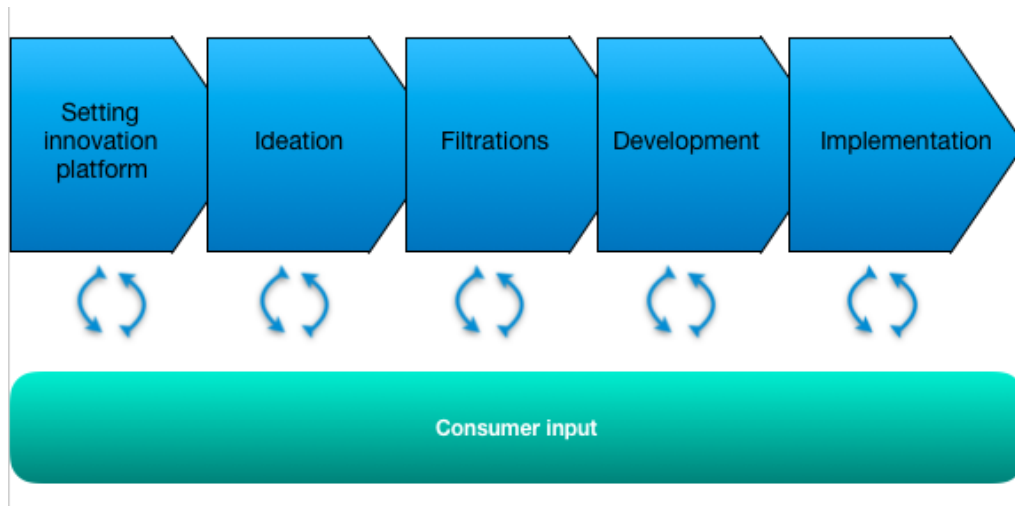 Setting
innovation
platform
Ideation
Filtrations
Development
Implementation
Consumer input